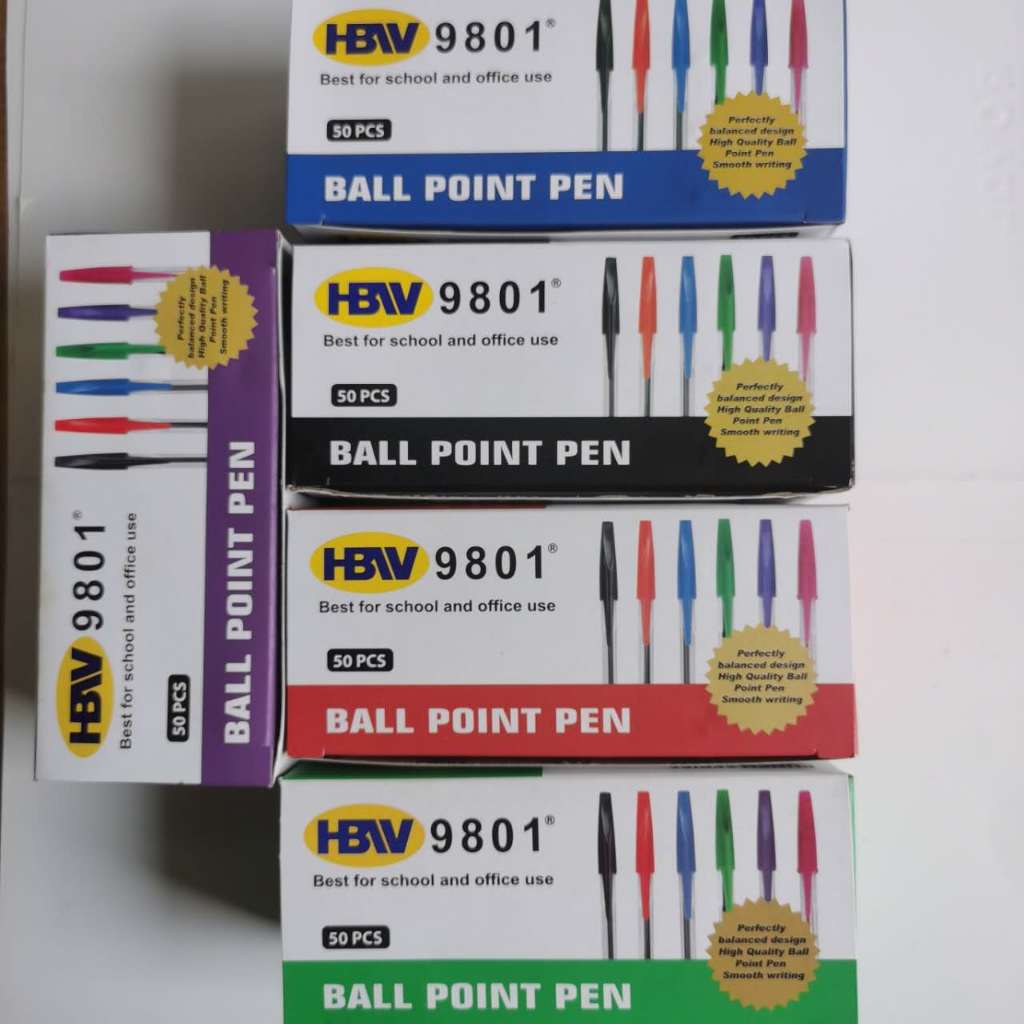 HBW 9801®
Best for school and office use
50 PCS
Perfectly
balanced design
High Quality Ball
Point Pen
Smooth writing
BALL POINT PEN
HBW 9801®
Best for school and office use
50 PCS
Perfectly
balanced design
High Quality Ball
Point Pen
Smooth writing
BALL POINT PEN
HBW 9801®
Best for school and office use
50 PCS
Perfectly
balanced design
High Quality Ball
Point Pen
Smooth writing
BALL POINT PEN
HBW 9801®
Best for school and office use
50 PCS
Perfectly
balanced design
High Quality Ball
Point Pen
Smooth writing
BALL POINT PEN
HBW 9801®
Best for school and office use
50 PCS
Perfectly
balanced design
High Quality Ball
Point Pen
Smooth writing
BALL POINT PEN